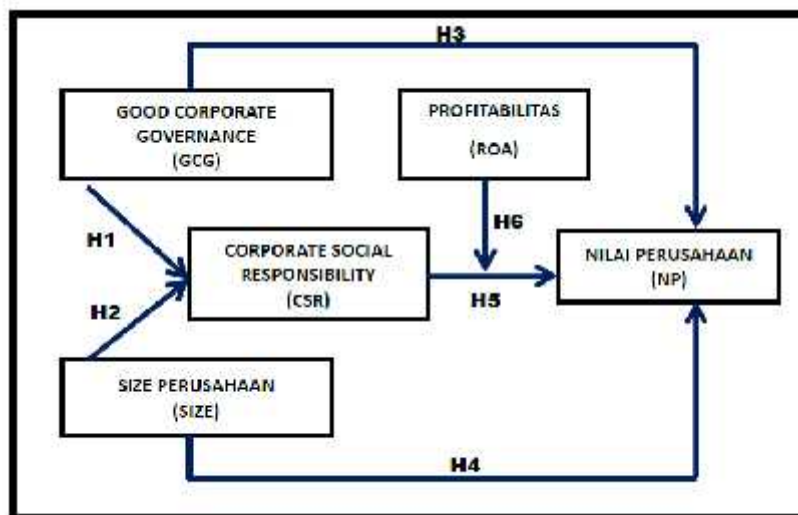 H3
GOOD CORPORATE
GOVERNANCE
(GCG)
PROFITABILITAS
(ROA)
H1
H6
CORPORATE SOCIAL
RESPONSIBILITY
(CSR)
NILAI PERUSAHAAN
(NP)
H5
H2
SIZE PERUSAHAAN
(SIZE)
H4